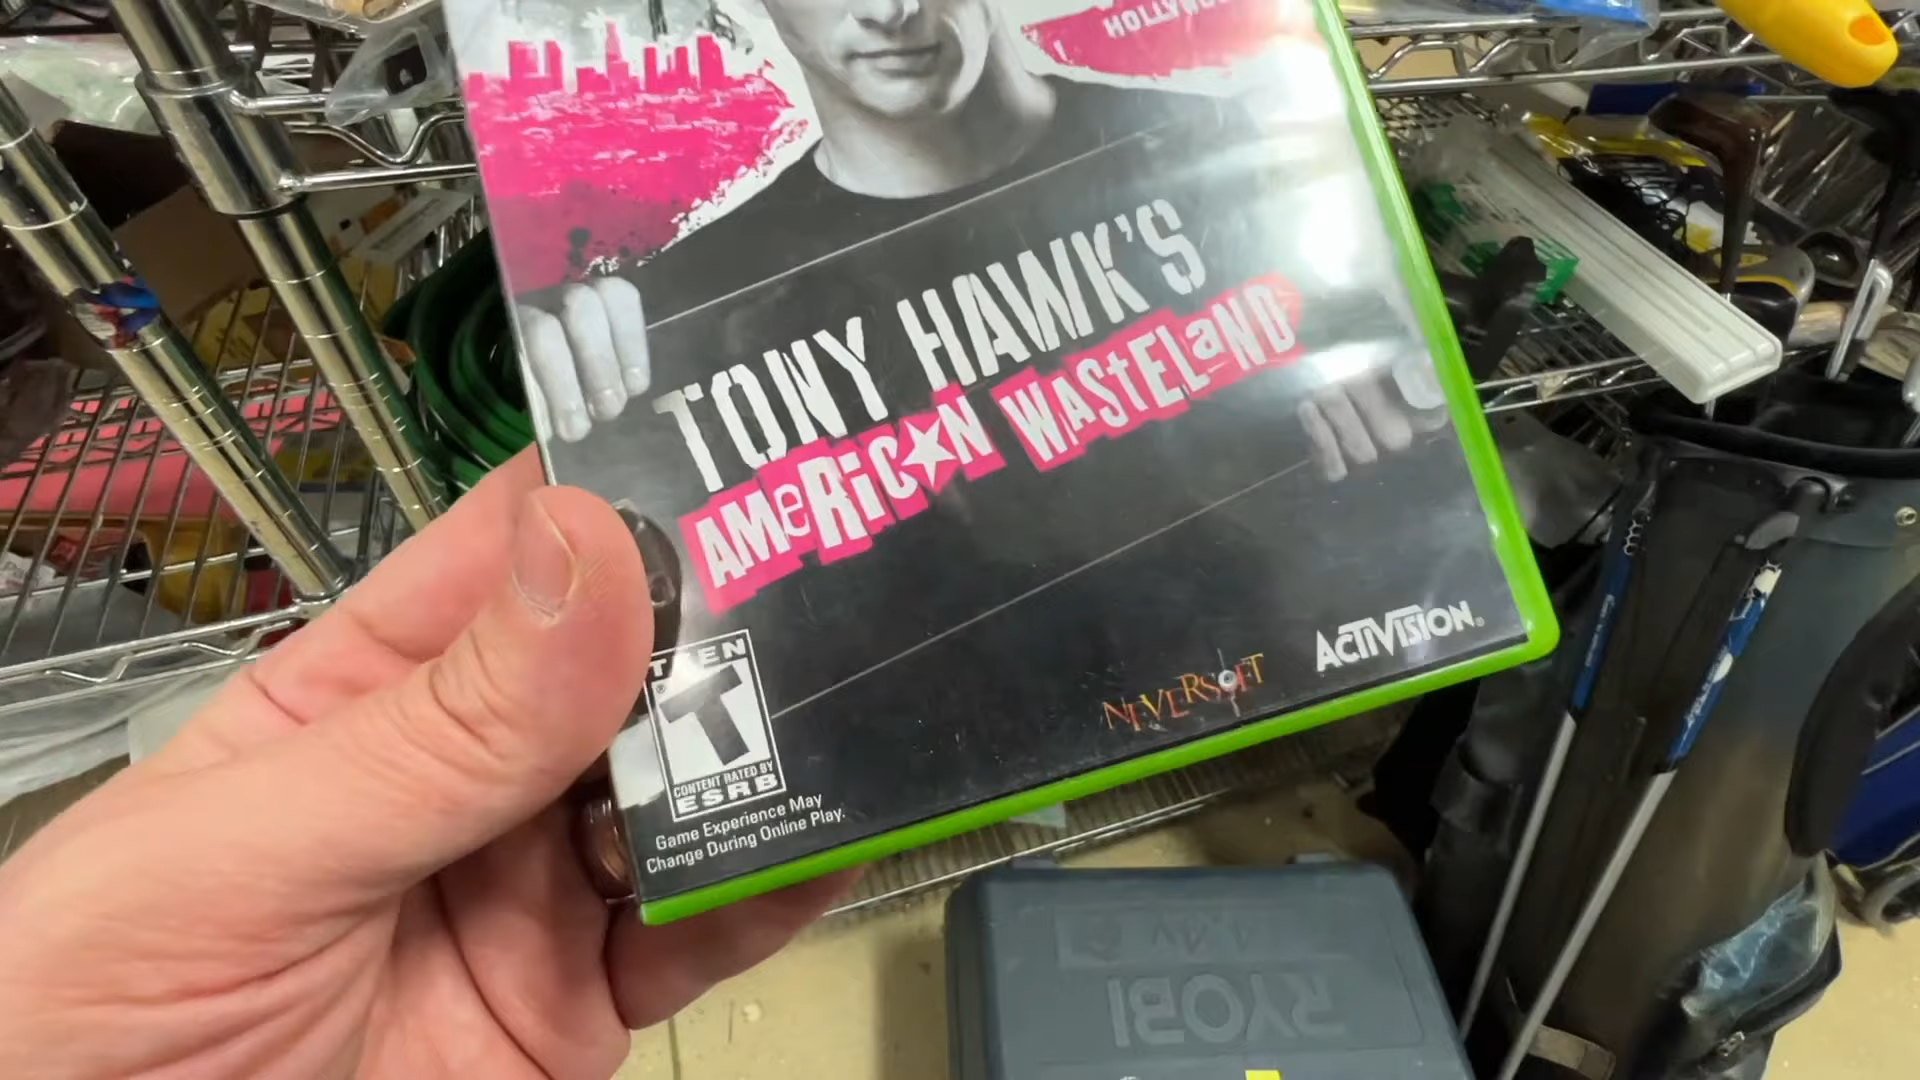 HOLLYWOOD
TONY HAWK'S
AMeRiC★N WAStELaND
TEEN
T
CONTENT RATED BY
ESRB
Game Experience May
Change During Online Play.
NEVERSOFT
ACTIVISION®
RYOBI